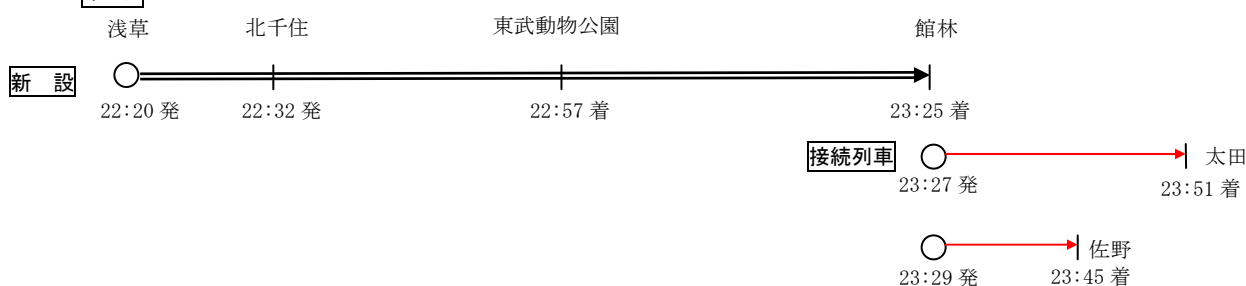 浅草 北千住 東武動物公園 館林
新 設
22:20 発 22:32 発 22:57 着 23:25 着
接続列車 太田
23:27 発 23:51 着
佐野
23:29 発 23:45 着